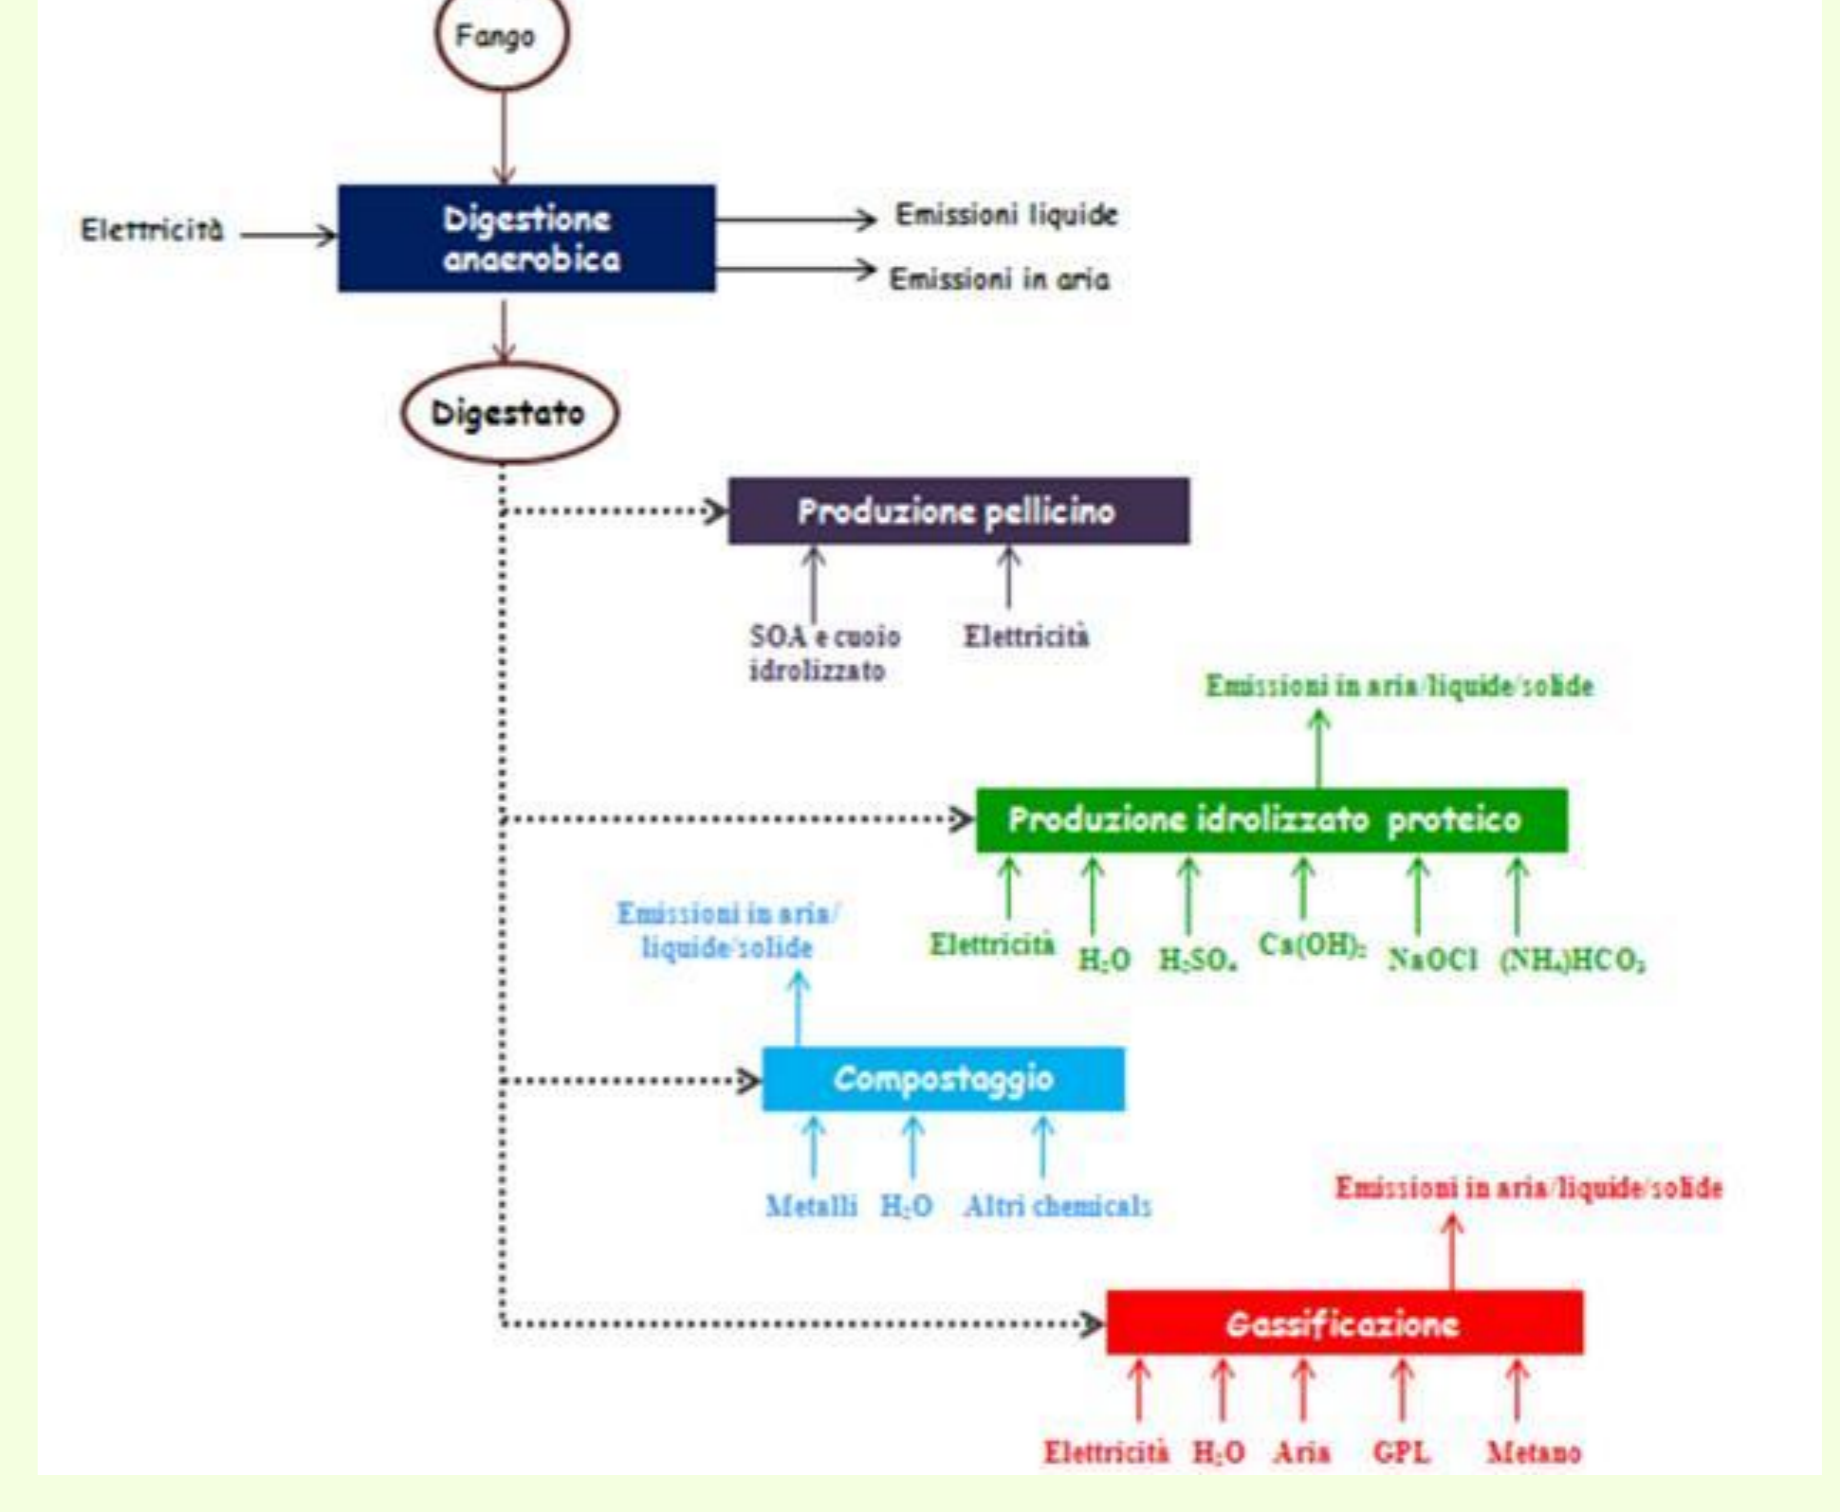 Fango
Elettricità
Digestione
anaerobica
Emissioni liquide
Emissioni in aria
Digestato
Produzione pellicino
SOA e cuoio
idrolizzato
Elettricità
Emissioni in aria/liquide/solide
Produzione idrolizzato proteico
Elettricità
H₂O
H₂SO₄
Ca(OH)₂
NaOCl
(NH₄)HCO₃
Emissioni in aria/
liquide/solide
Compostaggio
Metalli
H₂O
Altri chemicals
Emissioni in aria/liquide/solide
Gassificazione
Elettricità
H₂O
Aria
GPL
Metano